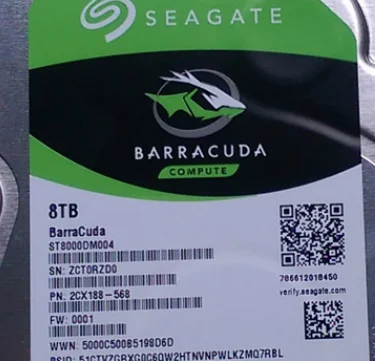 SEAGATE
BARRACUDA
COMPUTE
8TB
BarraCuda
ST8000DM004
SN: ZCT0RZD0
PN: 2CX188-568
FW: 0001
WWN: 5000C500B5198D6D
786612018450
verify.seagate.com